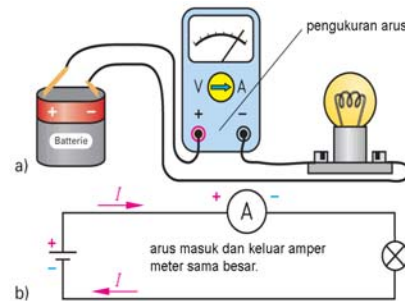 pengukuran arus
V A
+ −
+ −
Batterie
a)
I
+ A −
+
−
arus masuk dan keluar amper
meter sama besar.
I
b)